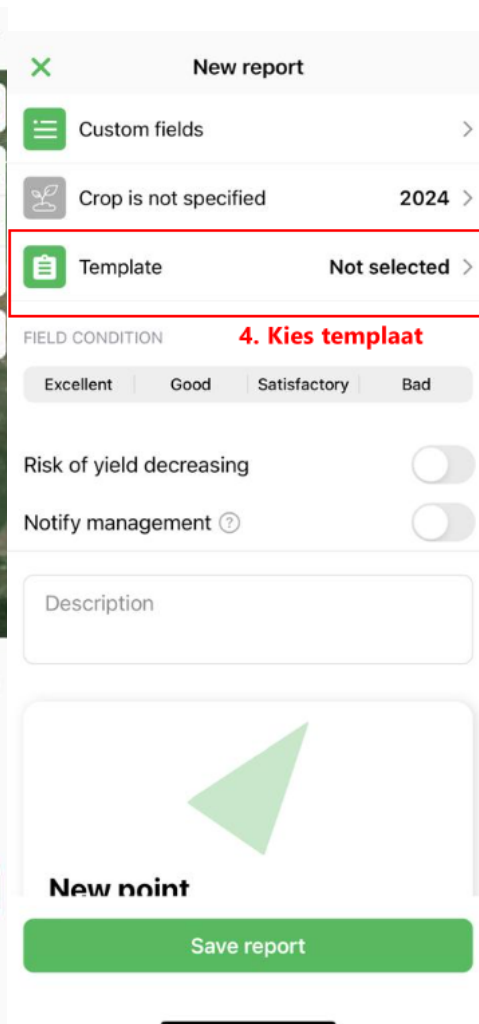 New report
Custom fields
Crop is not specified 2024
Template Not selected
FIELD CONDITION 4. Kies templaat
Excellent Good Satisfactory Bad
Risk of yield decreasing
Notify management ?
Description
New point
Save report